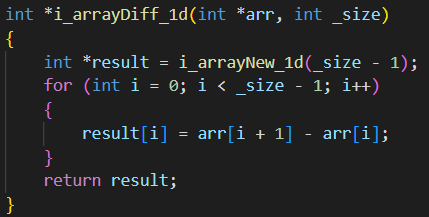 int *i_arrayDiff_1d(int *arr, int _size)
{
    int *result = i_arrayNew_1d(_size - 1);
    for (int i = 0; i < _size - 1; i++)
    {
        result[i] = arr[i + 1] - arr[i];
    }
    return result;
}